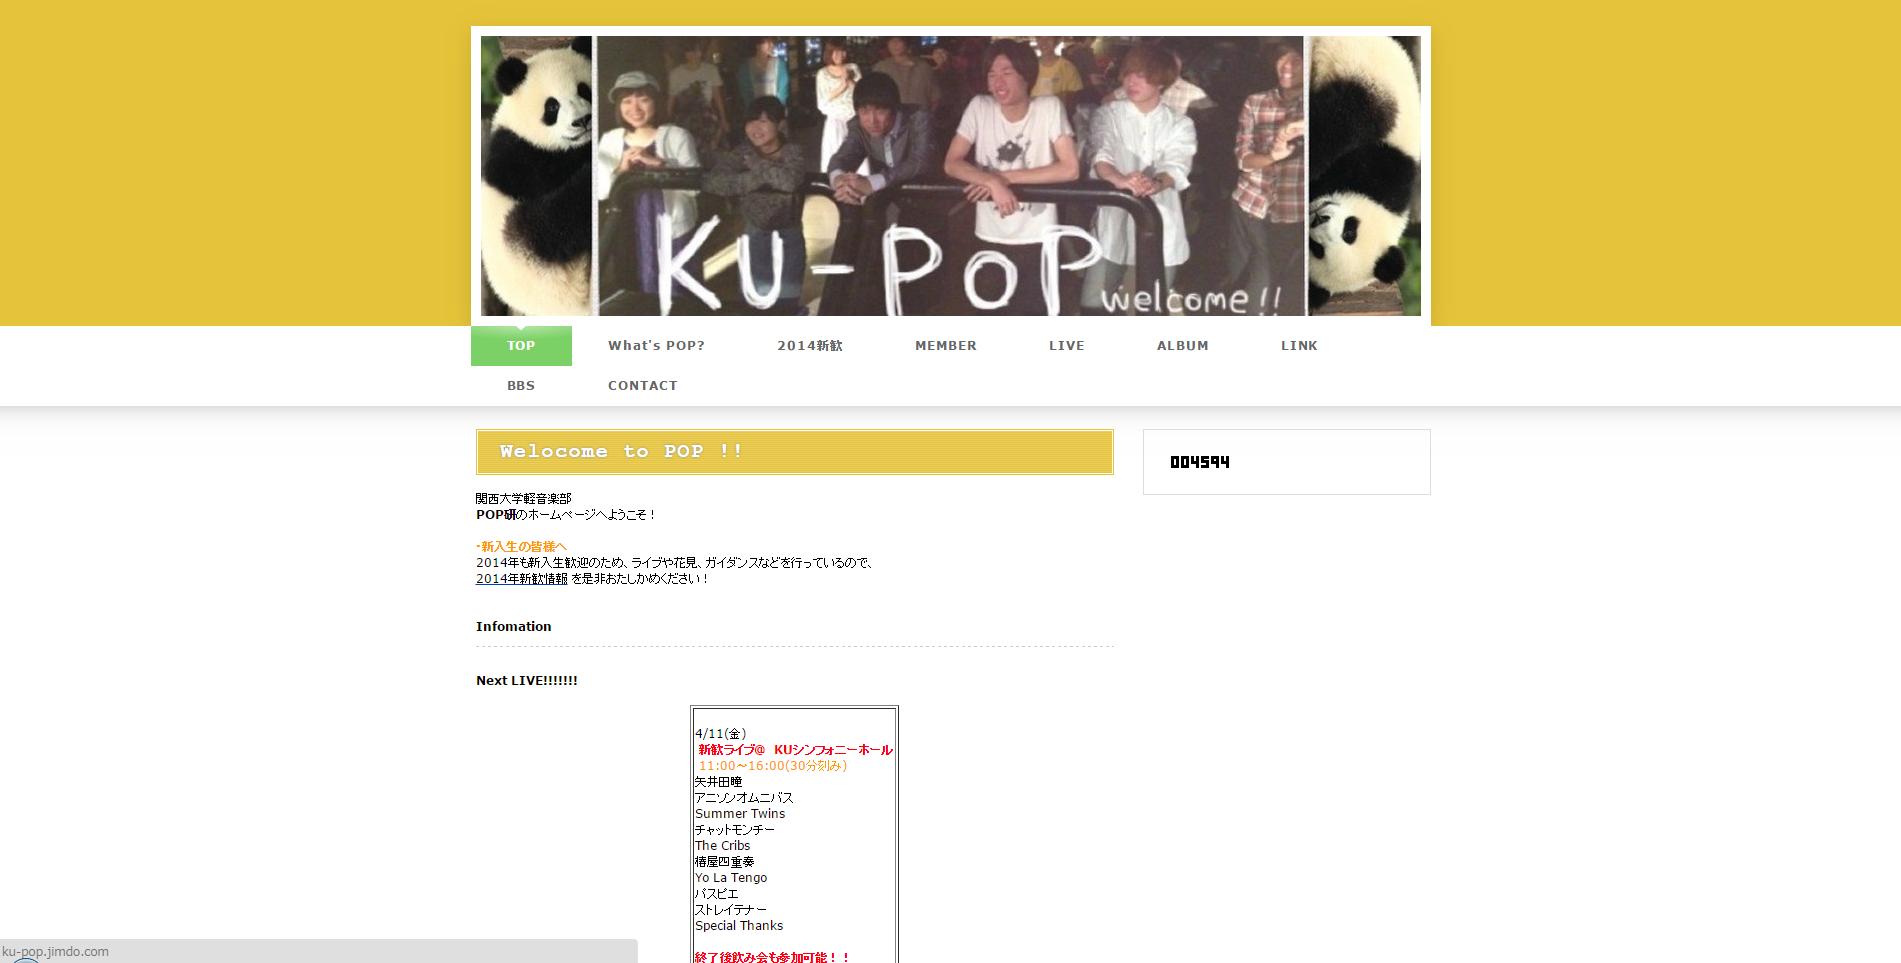 KU-POP welcome!!
TOP
What's POP?
2014新歓
MEMBER
LIVE
ALBUM
LINK
BBS
CONTACT
Welocome to POP !!
004594
関西大学軽音楽部
POP研のホームページへようこそ！
・新入生の皆様へ
2014年も新入生歓迎のため、ライブや花見、ガイダンスなどを行っているので、
2014年新歓情報 を是非おたしかめください！
Infomation
Next LIVE!!!!!!!
4/11(金)
新歓ライブ@　KUシンフォニーホール
11:00～16:00(30分刻み)
矢井田瞳
アニソンオムニバス
Summer Twins
チャットモンチー
The Cribs
椿屋四重奏
Yo La Tengo
パスピエ
ストレイテナー
Special Thanks
終了後飲み会も参加可能！！
ku-pop.jimdo.com